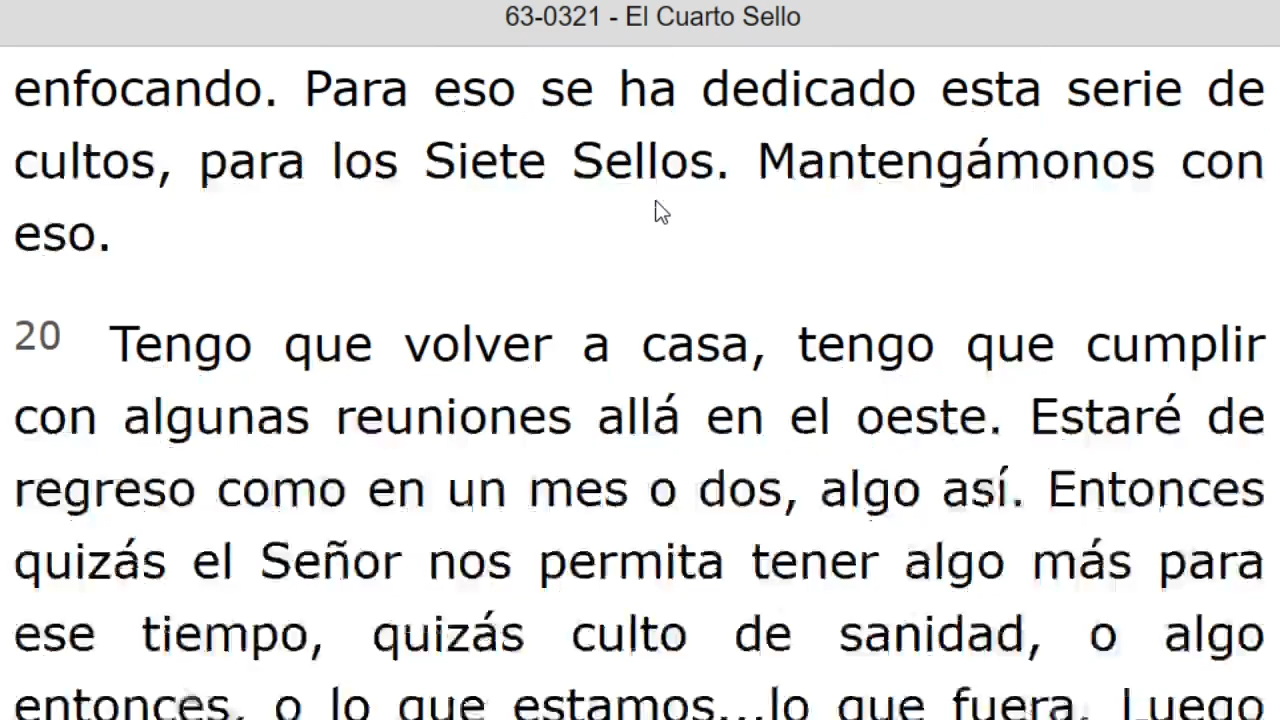 63-0321 - El Cuarto Sello
enfocando. Para eso se ha dedicado esta serie de
cultos, para los Siete Sellos. Mantengámonos con
eso.
20 Tengo que volver a casa, tengo que cumplir
con algunas reuniones allá en el oeste. Estaré de
regreso como en un mes o dos, algo así. Entonces
quizás el Señor nos permita tener algo más para
ese tiempo, quizás culto de sanidad, o algo
entonces, o lo que estamos...lo que fuera. Luego